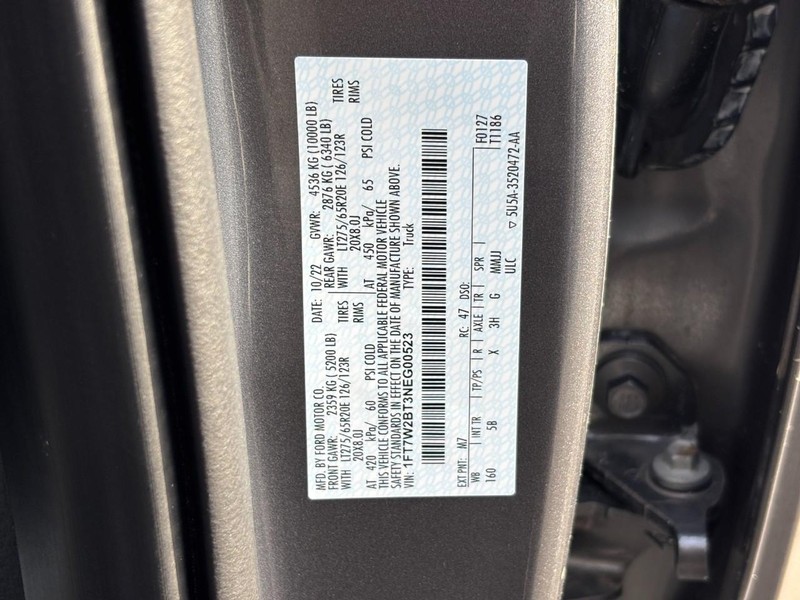 MFD. BY FORD MOTOR CO.
DATE: 10/22 GVWR: 4536 KG (10000 LB)
FRONT GAWR: 2359 KG ( 5200 LB) REAR GAWR: 2876 KG ( 6340 LB)
WITH LT275/65R20E 126/123R TIRES WITH LT275/65R20E 126/123R TIRES
20X8.0J RIMS 20X8.0J RIMS
AT 420 kPa/ 60 PSI COLD AT 450 kPa/ 65 PSI COLD
THIS VEHICLE CONFORMS TO ALL APPLICABLE FEDERAL MOTOR VEHICLE
SAFETY STANDARDS IN EFFECT ON THE DATE OF MANUFACTURE SHOWN ABOVE.
VIN: 1FT7W2BT3NEG00523 TYPE: Truck
EXT PNT: M7 RC: 47 DSO: F0127
WB INT TR TP/PS R AXLE TR SPR T1186
160 5B X 3H G MMJJ
ULC ▽ 5U5A-3520472-AA